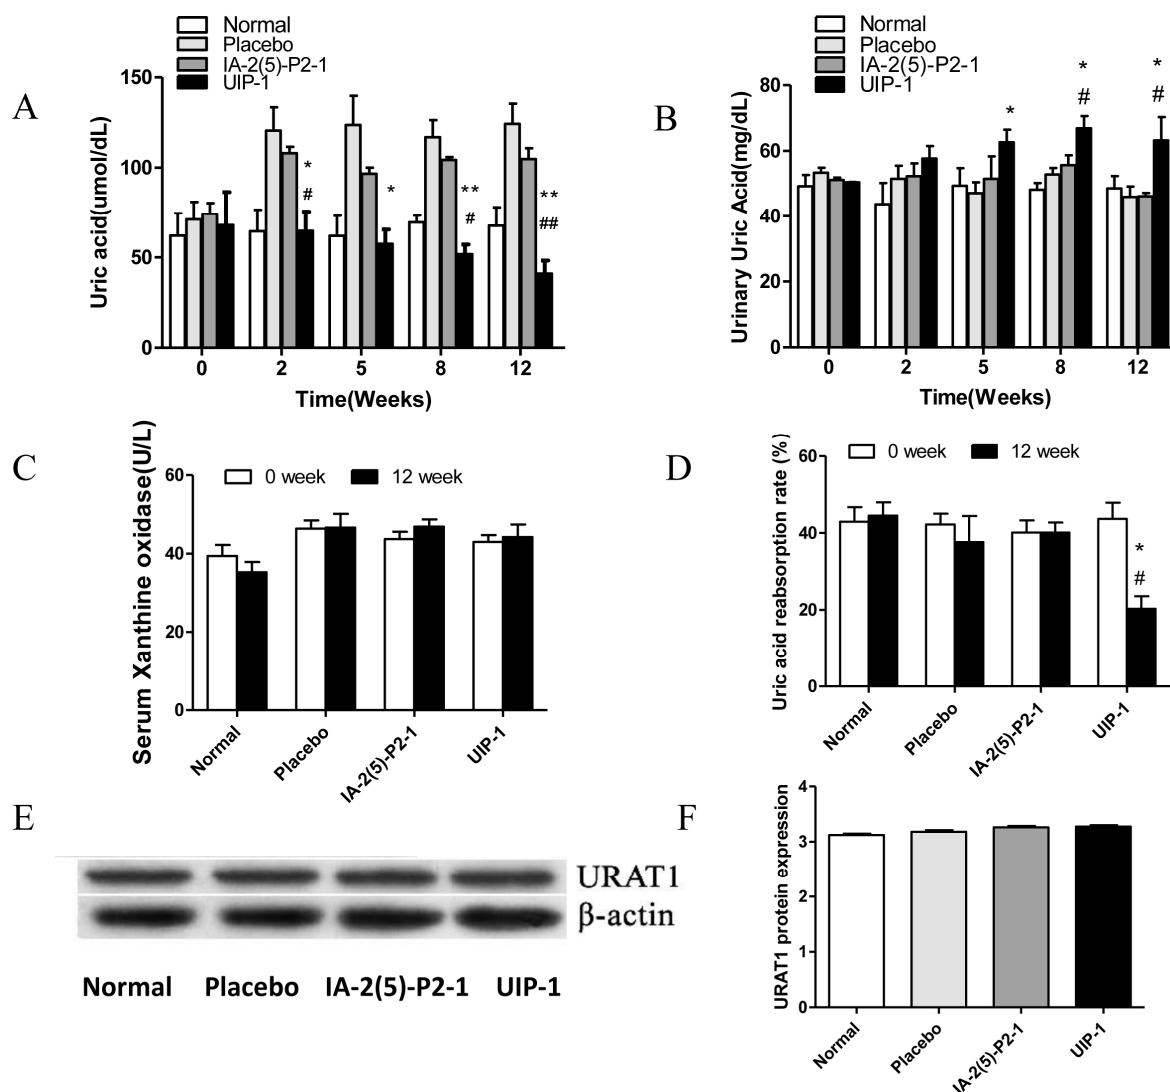 A
Normal
Placebo
IA-2(5)-P2-1
UIP-1
Uric acid(umol/dL)
150
100
50
0
*
#
*
**
#
**
##
0 2 5 8 12
Time(Weeks)
B
Normal
Placebo
IA-2(5)-P2-1
UIP-1
Urinary Uric Acid(mg/dL)
80
60
40
20
0
*
*
#
*
#
0 2 5 8 12
Time(Weeks)
C
Serum Xanthine oxidase(U/L)
0 week 12 week
60
40
20
0
Normal Placebo IA-2(5)-P2-1 UIP-1
D
Uric acid reabsorption rate (%)
0 week 12 week
60
40
20
0
*
#
Normal Placebo IA-2(5)-P2-1 UIP-1
E
URAT1
β-actin
Normal Placebo IA-2(5)-P2-1 UIP-1
F
URAT1 protein expression
4
3
2
1
0
Normal Placebo IA-2(5)-P2-1 UIP-1